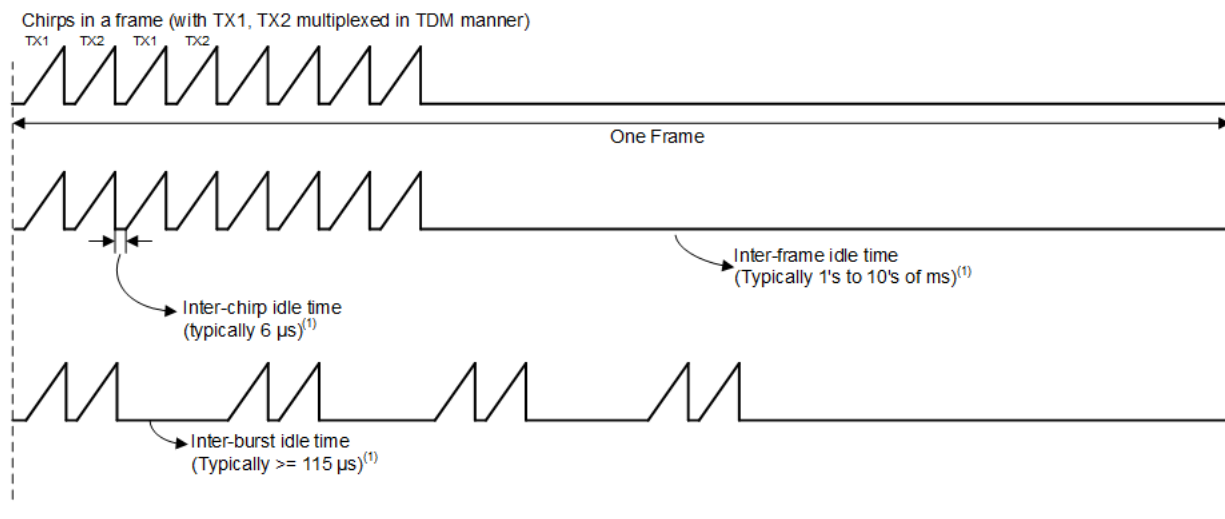 Chirps in a frame (with TX1, TX2 multiplexed in TDM manner)
TX1 TX2 TX1 TX2
One Frame
Inter-frame idle time
(Typically 1's to 10's of ms)(1)
Inter-chirp idle time
(typically 6 µs)(1)
Inter-burst idle time
(Typically >= 115 µs)(1)